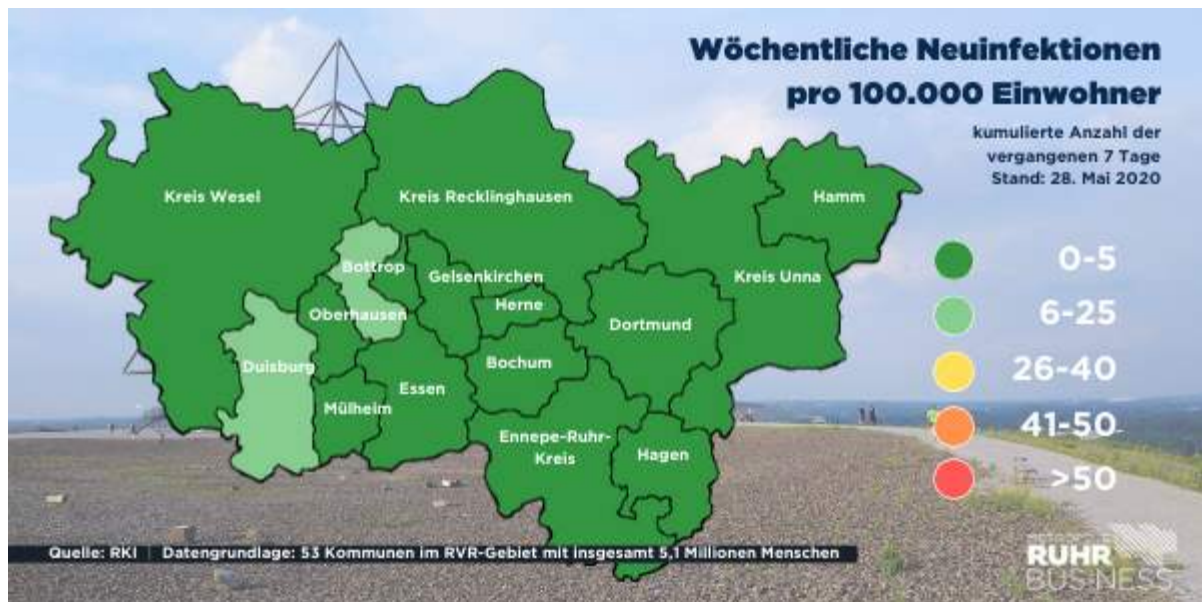 Wöchentliche Neuinfektionen
pro 100.000 Einwohner
kumulierte Anzahl der
vergangenen 7 Tage
Stand: 28. Mai 2020
Kreis Wesel
Kreis Recklinghausen
Hamm
Bottrop
Gelsenkirchen
Kreis Unna
Oberhausen
Herne
Dortmund
Duisburg
Bochum
Essen
Mülheim
Ennepe-Ruhr-
Kreis
Hagen
0-5
6-25
26-40
41-50
>50
Quelle: RKI | Datengrundlage: 53 Kommunen im RVR-Gebiet mit insgesamt 5,1 Millionen Menschen
RUHR
BUSINESS